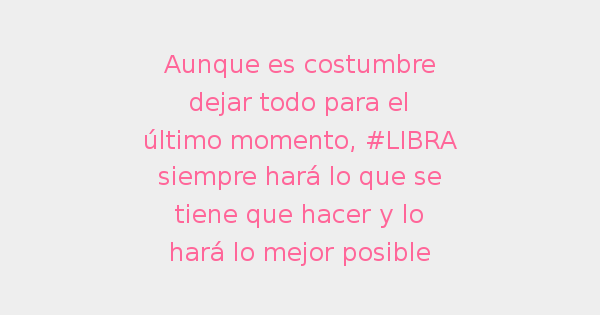 Aunque es costumbre
dejar todo para el
último momento, #LIBRA
siempre hará lo que se
tiene que hacer y lo
hará lo mejor posible